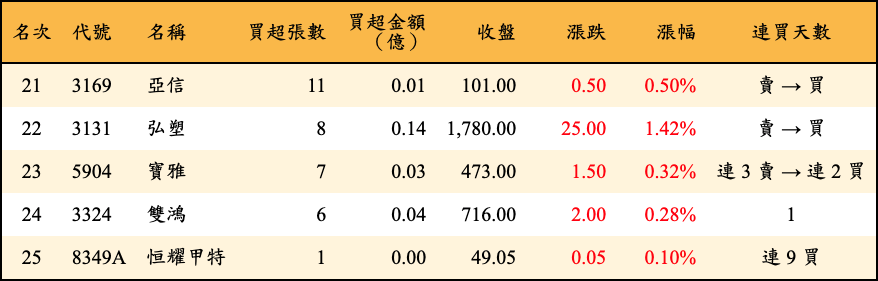 名次 代號 名稱 買超張數 買超金額（億） 收盤 漲跌 漲幅 連買天數
21 3169 亞信 11 0.01 101.00 0.50 0.50% 賣 → 買
22 3131 弘塑 8 0.14 1,780.00 25.00 1.42% 賣 → 買
23 5904 寶雅 7 0.03 473.00 1.50 0.32% 連 3 賣 → 連 2 買
24 3324 雙鴻 6 0.04 716.00 2.00 0.28% 1
25 8349A 恒耀甲特 1 0.00 49.05 0.05 0.10% 連 9 買